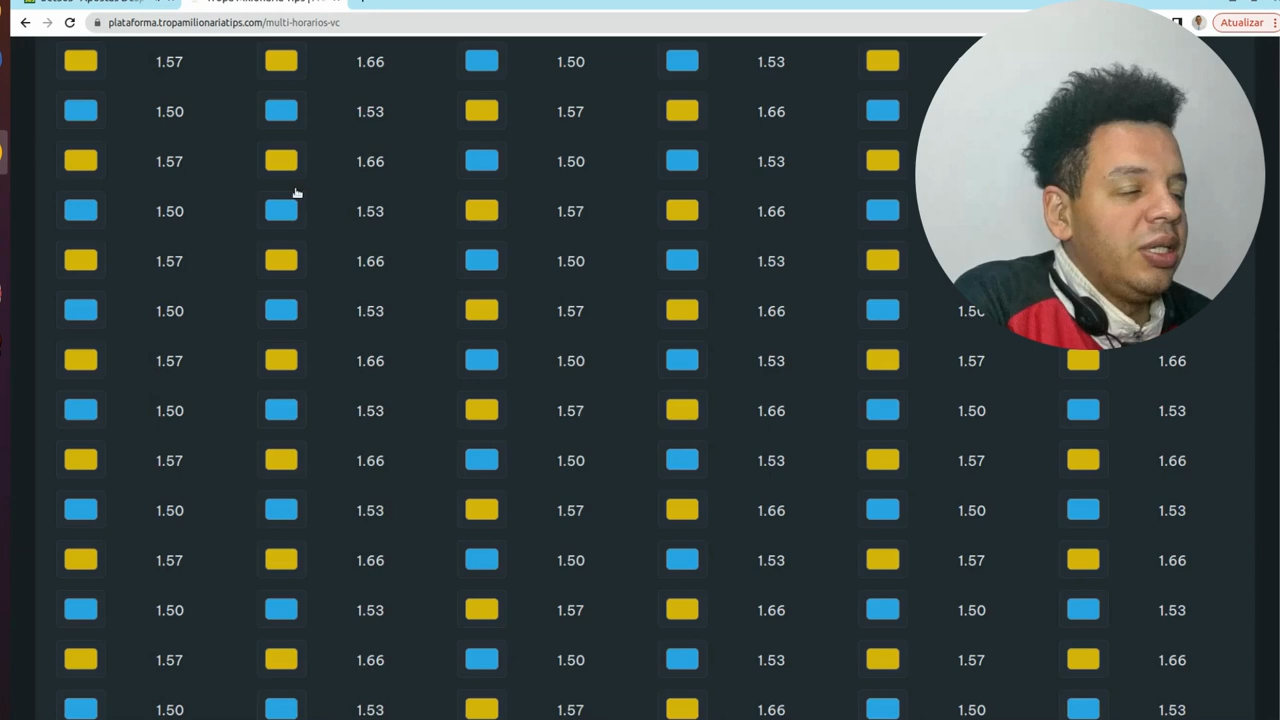 plataforma.tropamilionariatips.com/multi-horarios-vc
Atualizar
1.57 1.66 1.50 1.53
1.50 1.53 1.57 1.66
1.57 1.66 1.50 1.53
1.50 1.53 1.57 1.66
1.57 1.66 1.50 1.53
1.50 1.53 1.57 1.66 1.50
1.57 1.66 1.50 1.53 1.57 1.66
1.50 1.53 1.57 1.66 1.50 1.53
1.57 1.66 1.50 1.53 1.57 1.66
1.50 1.53 1.57 1.66 1.50 1.53
1.57 1.66 1.50 1.53 1.57 1.66
1.50 1.53 1.57 1.66 1.50 1.53
1.57 1.66 1.50 1.53 1.57 1.66
1.50 1.53 1.57 1.66 1.50 1.53